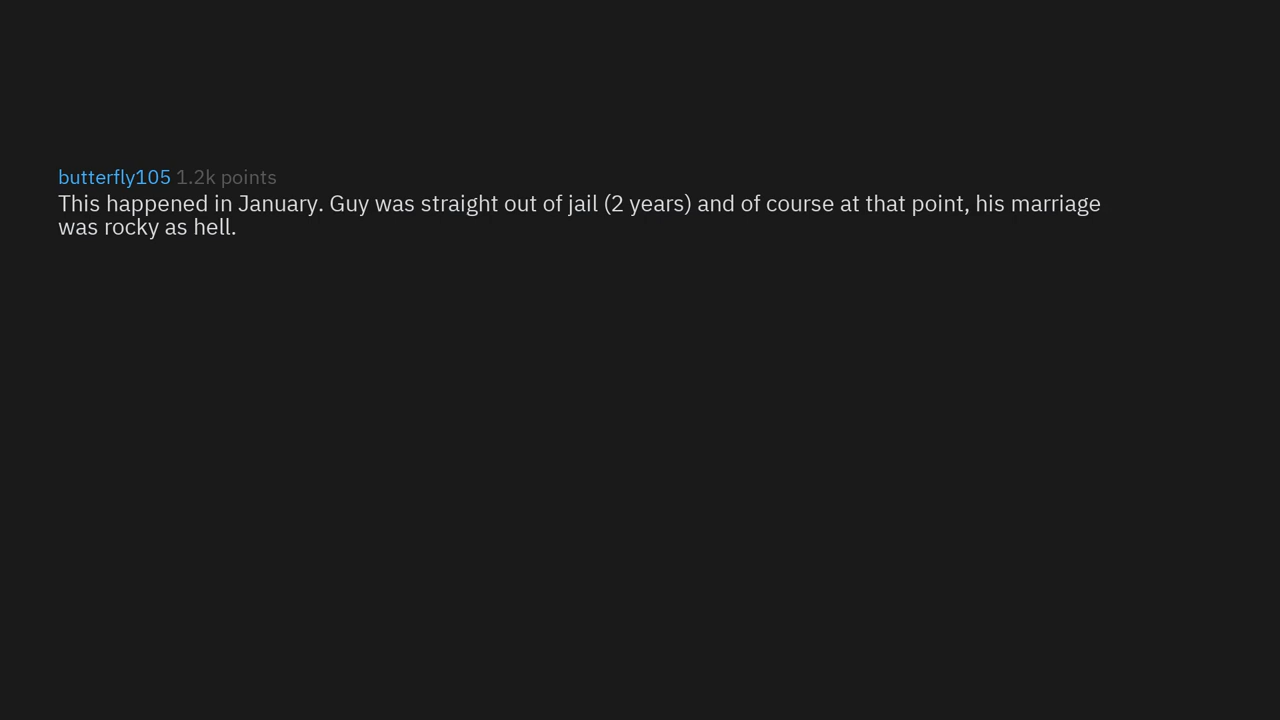 butterfly105 1.2k points
This happened in January. Guy was straight out of jail (2 years) and of course at that point, his marriage
was rocky as hell.